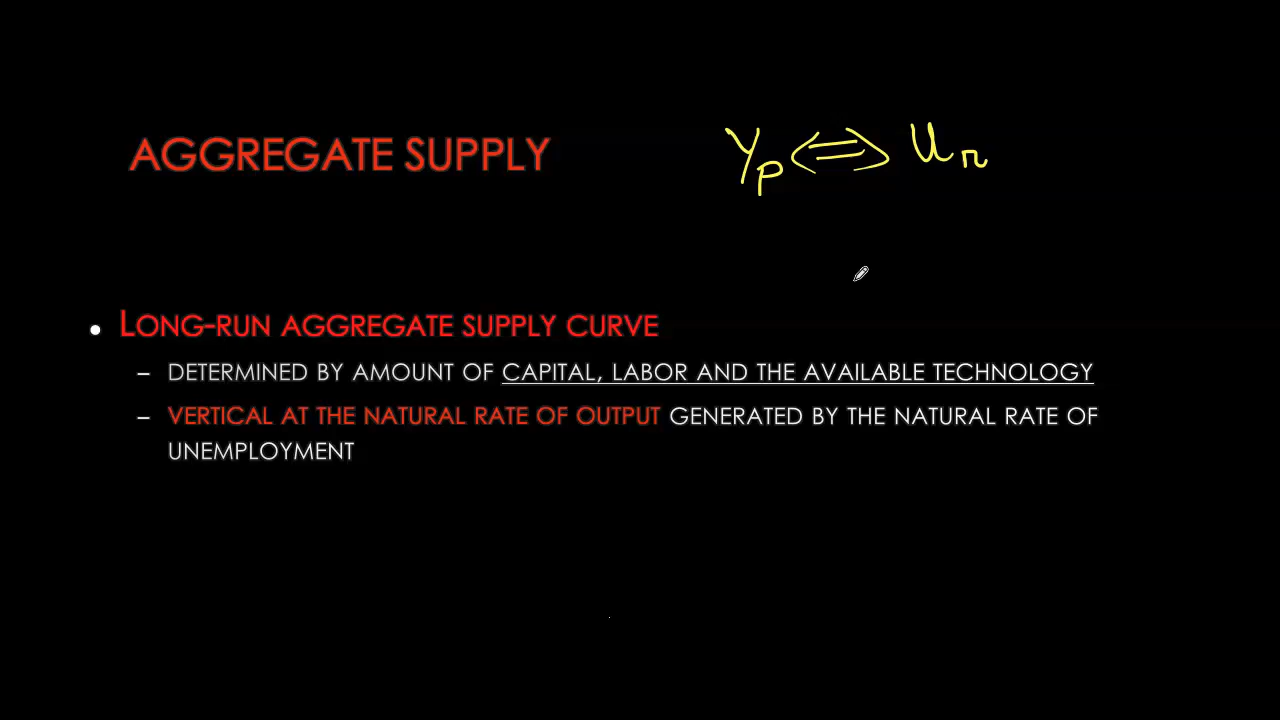 AGGREGATE SUPPLY
Yp ⇔ Un
• LONG-RUN AGGREGATE SUPPLY CURVE
– DETERMINED BY AMOUNT OF CAPITAL, LABOR AND THE AVAILABLE TECHNOLOGY
– VERTICAL AT THE NATURAL RATE OF OUTPUT GENERATED BY THE NATURAL RATE OF
UNEMPLOYMENT